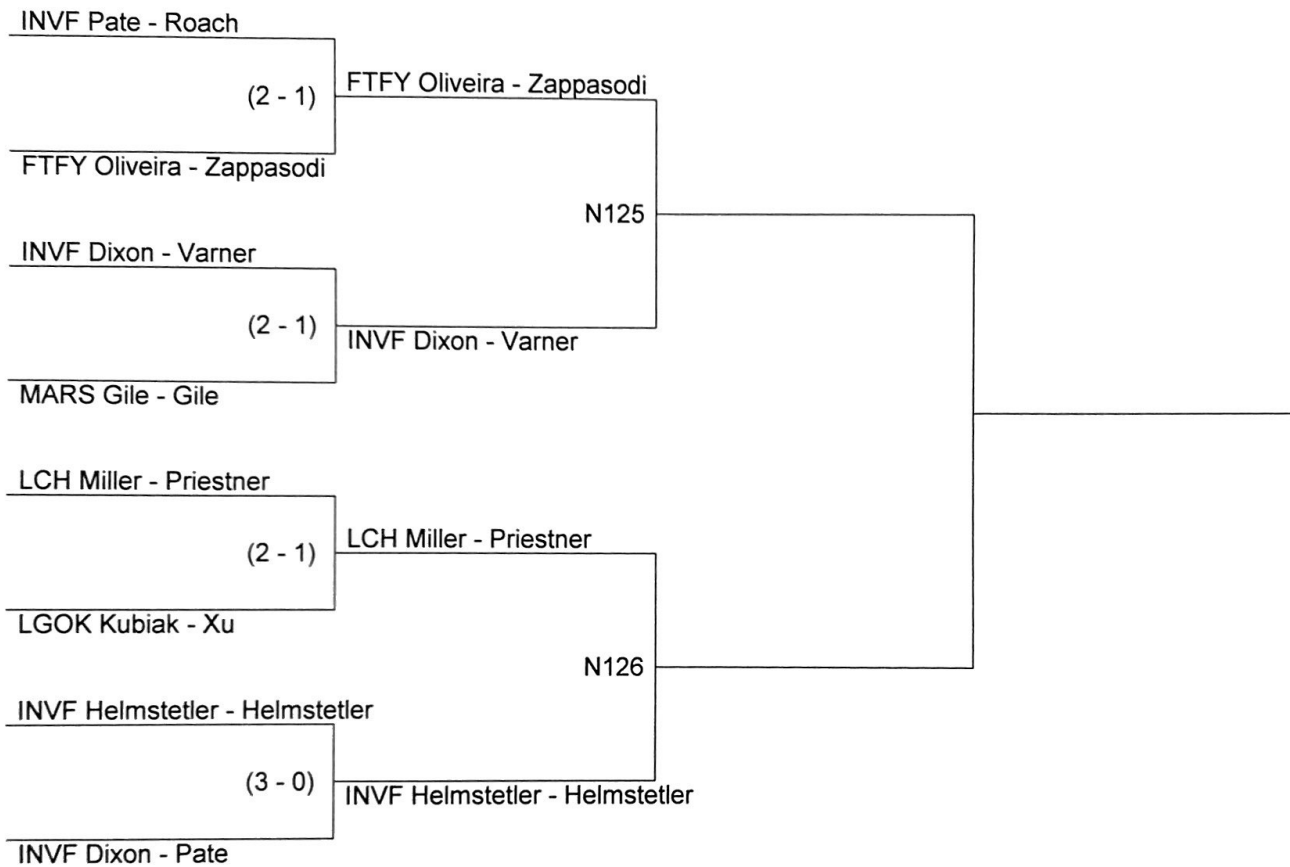 INVF Pate - Roach
(2 - 1)
FTFY Oliveira - Zappasodi
FTFY Oliveira - Zappasodi
N125
INVF Dixon - Varner
(2 - 1)
INVF Dixon - Varner
MARS Gile - Gile
LCH Miller - Priestner
(2 - 1)
LCH Miller - Priestner
LGOK Kubiak - Xu
N126
INVF Helmstetler - Helmstetler
(3 - 0)
INVF Helmstetler - Helmstetler
INVF Dixon - Pate